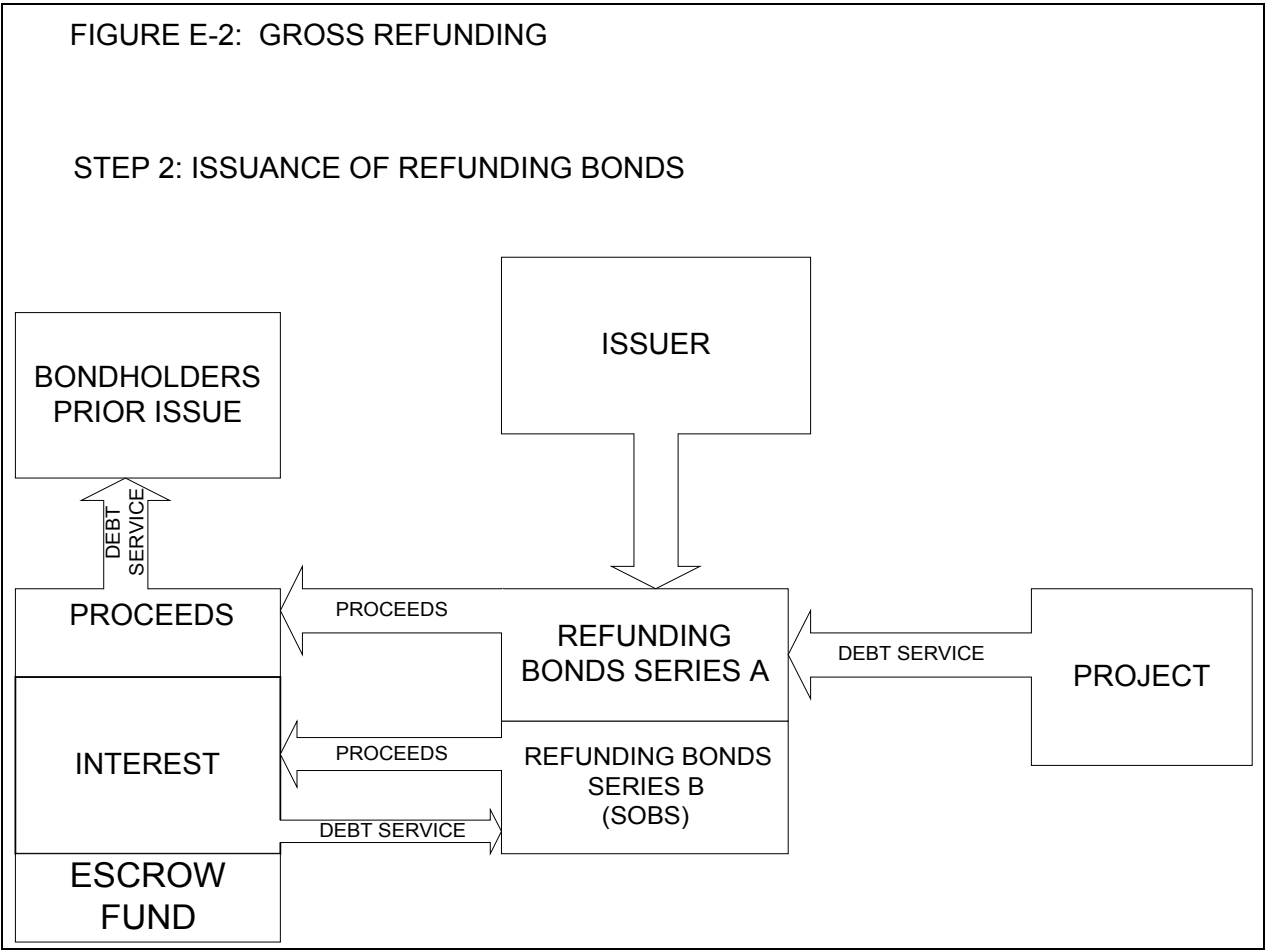 FIGURE E-2:  GROSS REFUNDING
STEP 2: ISSUANCE OF REFUNDING BONDS
ISSUER
BONDHOLDERS
PRIOR ISSUE
DEBT
SERVICE
PROCEEDS
PROCEEDS
REFUNDING
BONDS SERIES A
DEBT SERVICE
PROJECT
INTEREST
PROCEEDS
REFUNDING BONDS
SERIES B
(SOBS)
DEBT SERVICE
ESCROW
FUND